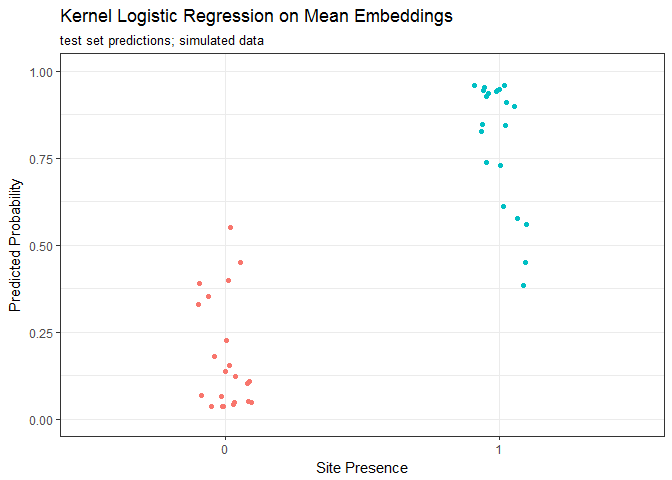 Kernel Logistic Regression on Mean Embeddings
test set predictions; simulated data
1.00
0.75
0.50
0.25
0.00
Predicted Probability
0 1
Site Presence